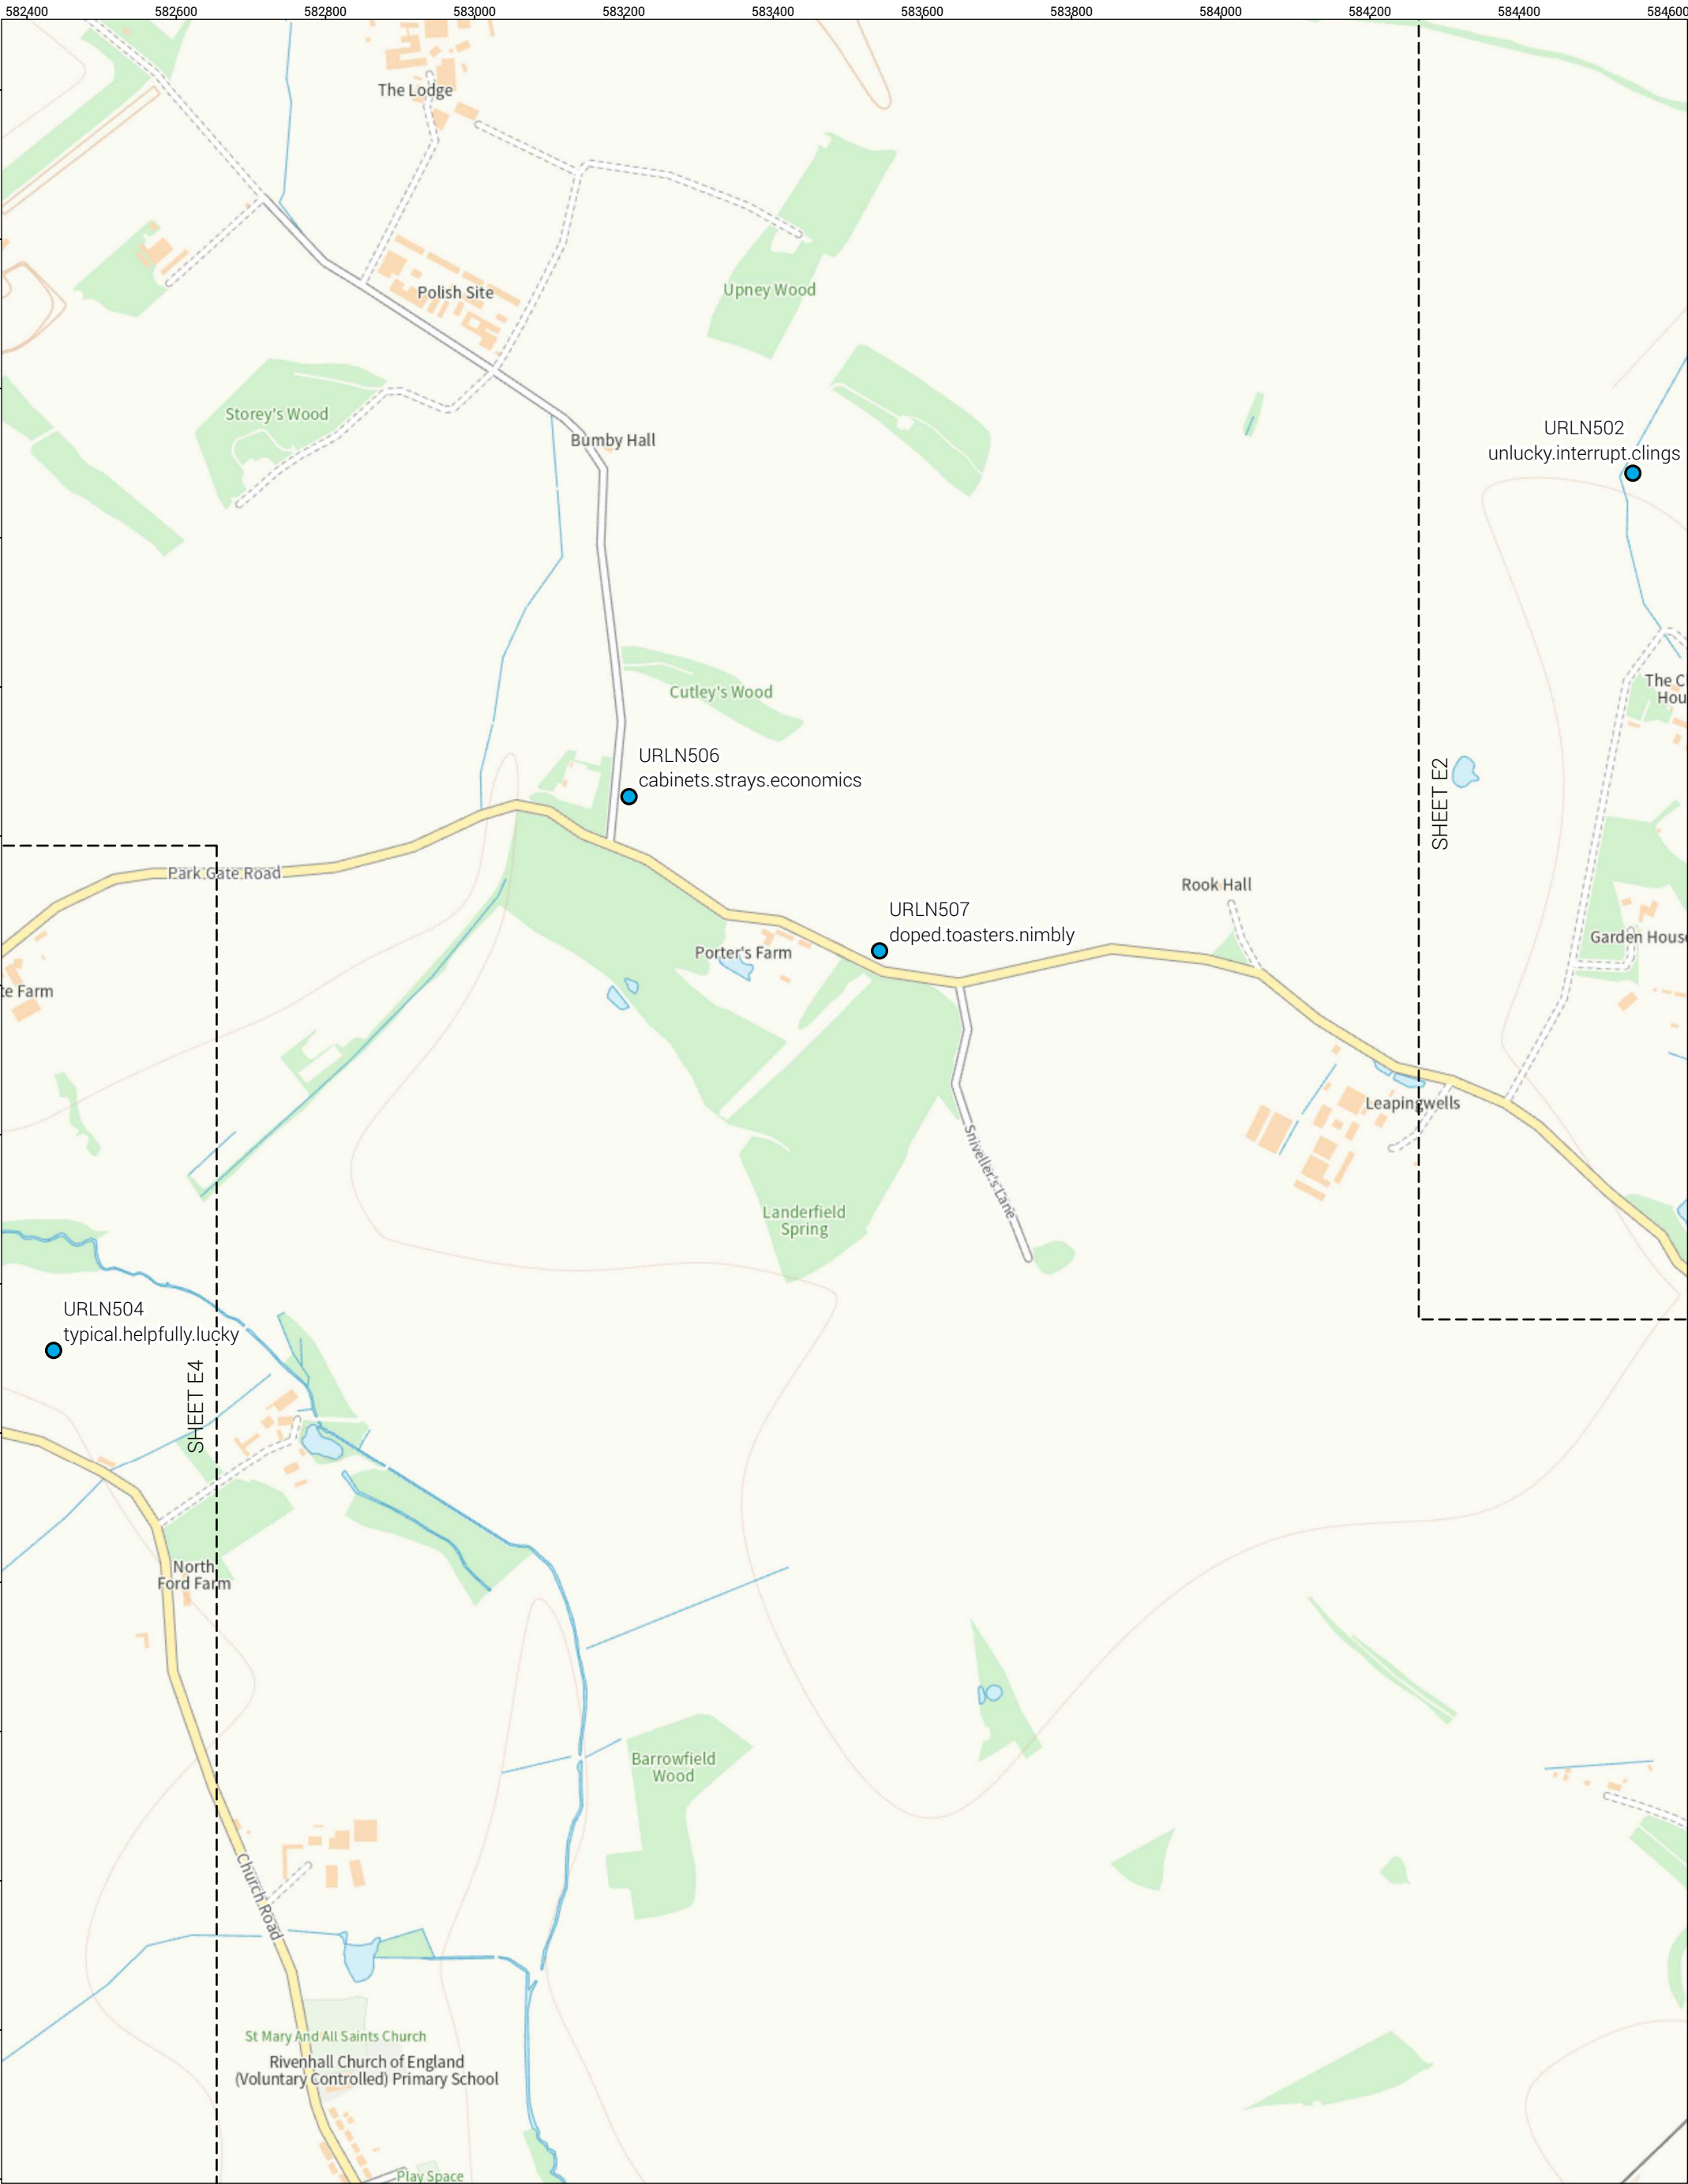 582400 582600 582800 583000 583200 583400 583600 583800 584000 584200 584400 584600
The Lodge
Polish Site
Upney Wood
Storey's Wood
Bumby Hall
URLN502
unlucky.interrupt.clings
The C
Hou
Cutley's Wood
URLN506
cabinets.strays.economics
SHEET E2
Park Gate Road
Rook Hall
URLN507
doped.toasters.nimbly
Porter's Farm
Garden House
te Farm
Leapingwells
Sniveller's Lane
Landerfield
Spring
URLN504
typical.helpfully.lucky
SHEET E4
North
Ford Farm
Barrowfield
Wood
Church Road
St Mary And All Saints Church
Rivenhall Church of England
(Voluntary Controlled) Primary School
Play Space